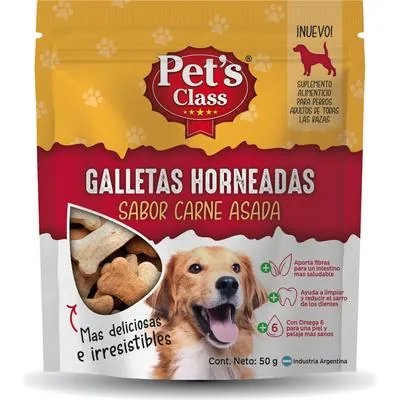 ¡NUEVO!
Pet's
Class
®
SUPLEMENTO
ALIMENTICIO
PARA PERROS
ADULTOS DE TODAS
LAS RAZAS
GALLETAS HORNEADAS
SABOR CARNE ASADA
Aporta fibras
para un intestino
mas saludable
Ayuda a limpiar
y reducir el sarro
de los dientes
6
Con Omega 6
para una piel y
pelaje más sanos
Mas deliciosas
e irresistibles
Cont. Neto: 50 g
Industria Argentina